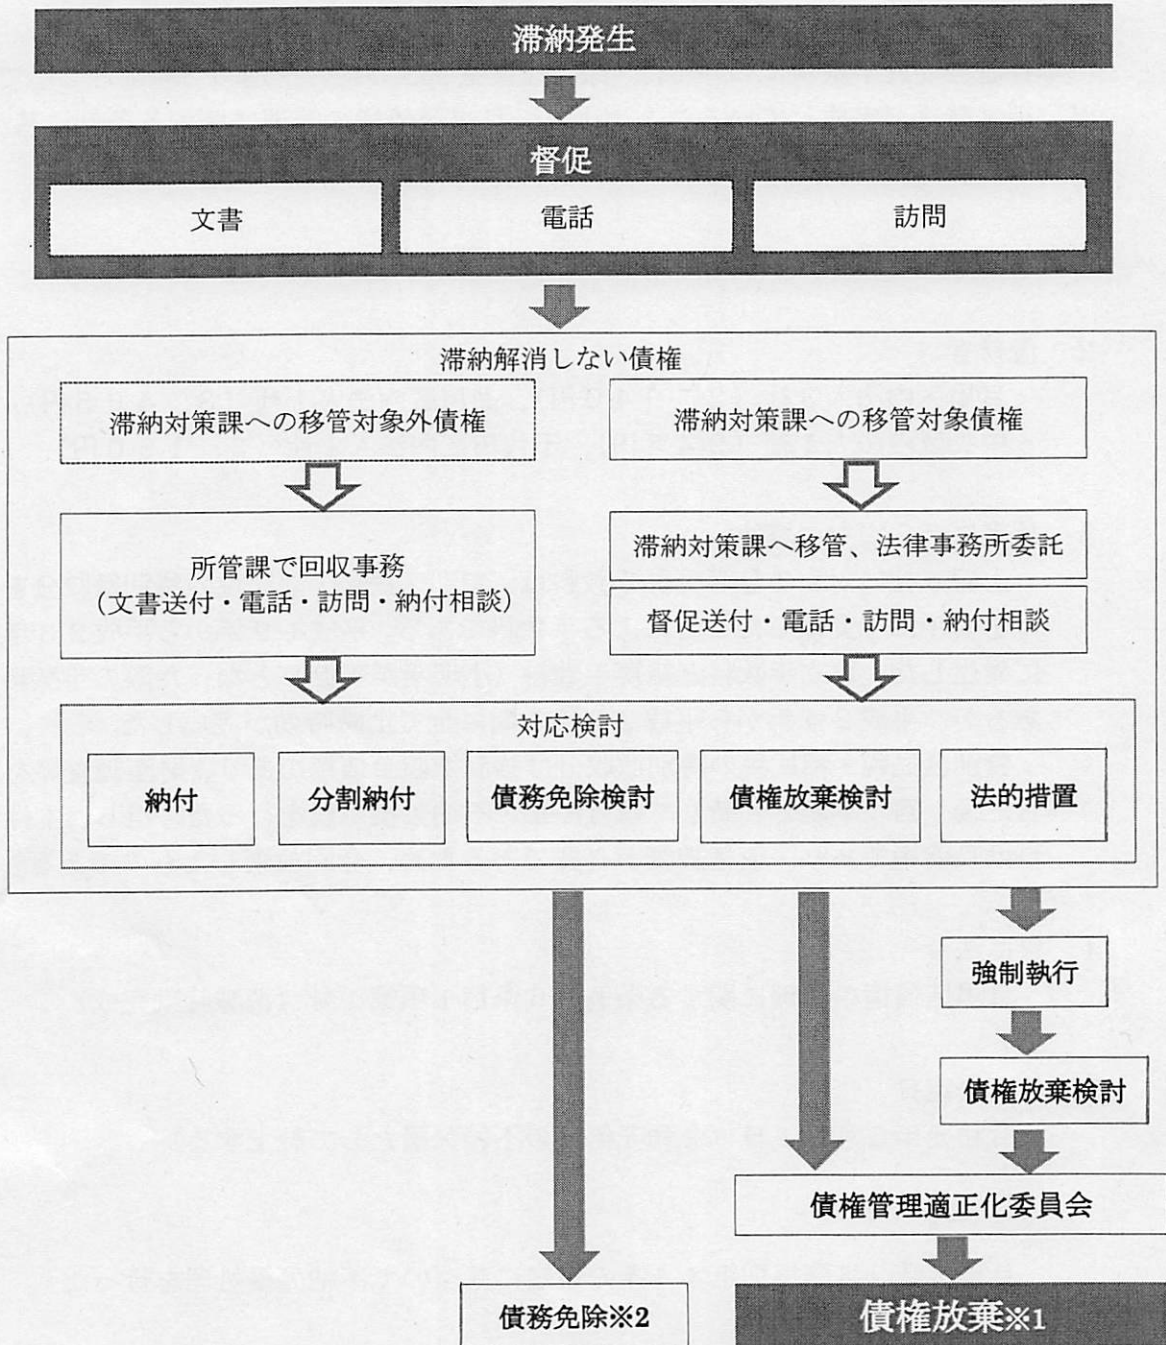 滞納発生
督促
文書
電話
訪問
滞納解消しない債権
滞納対策課への移管対象外債権
滞納対策課への移管対象債権
所管課で回収事務
（文書送付・電話・訪問・納付相談）
滞納対策課へ移管、法律事務所委託
督促送付・電話・訪問・納付相談
対応検討
納付
分割納付
債務免除検討
債権放棄検討
法的措置
強制執行
債権放棄検討
債権管理適正化委員会
債務免除※2
債権放棄※1